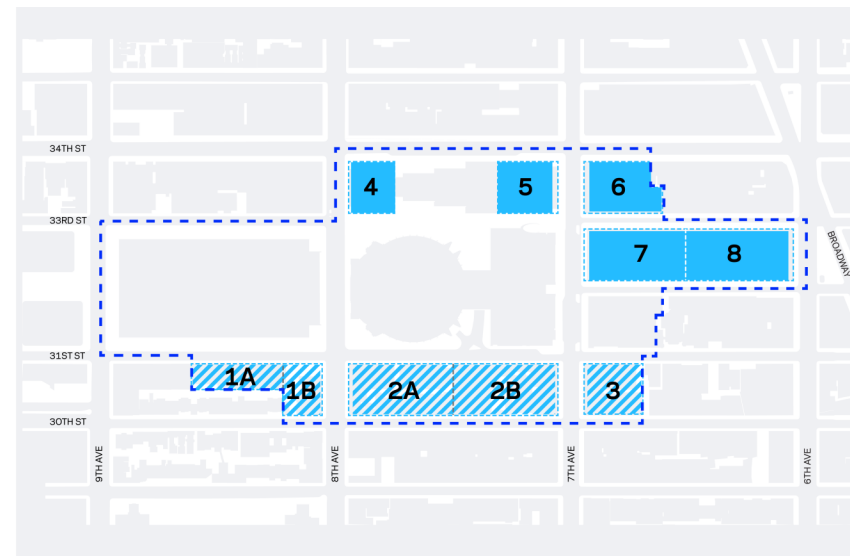 34TH ST
4
5
6
33RD ST
7
8
BROADWAY
31ST ST
1A
1B
2A
2B
3
30TH ST
9TH AVE
8TH AVE
7TH AVE
6TH AVE